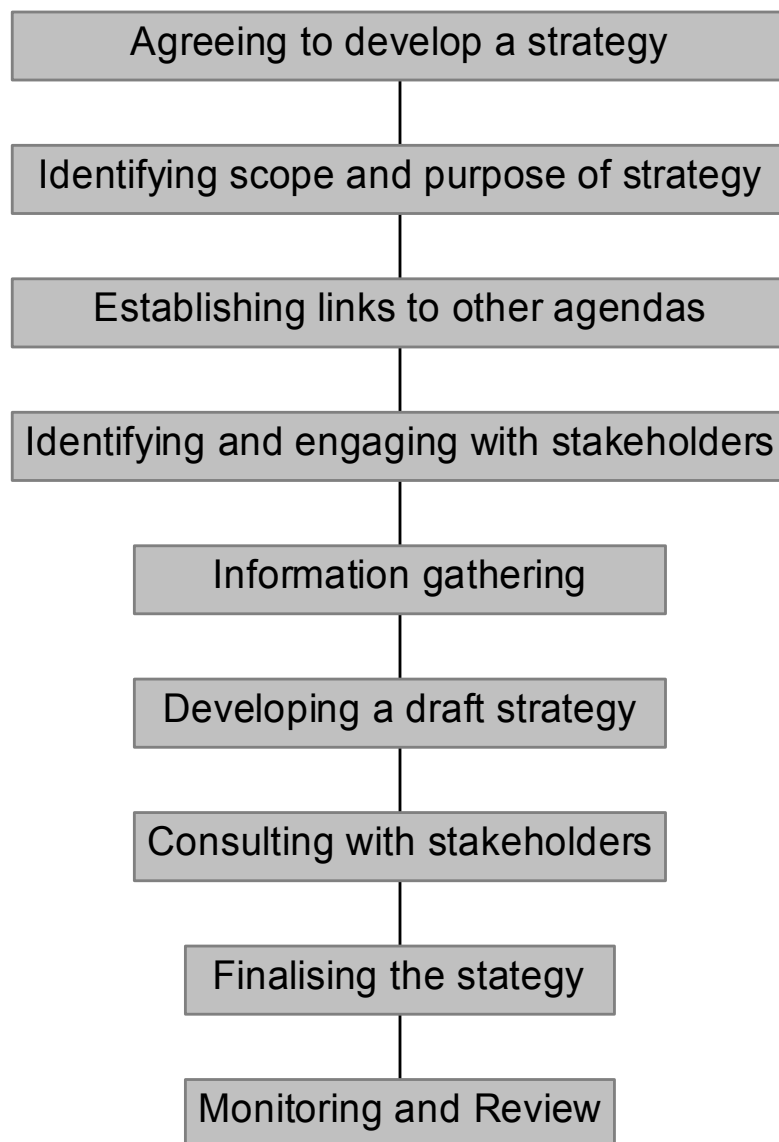 Agreeing to develop a strategy
Identifying scope and purpose of strategy
Establishing links to other agendas
Identifying and engaging with stakeholders
Information gathering
Developing a draft strategy
Consulting with stakeholders
Finalising the stategy
Monitoring and Review